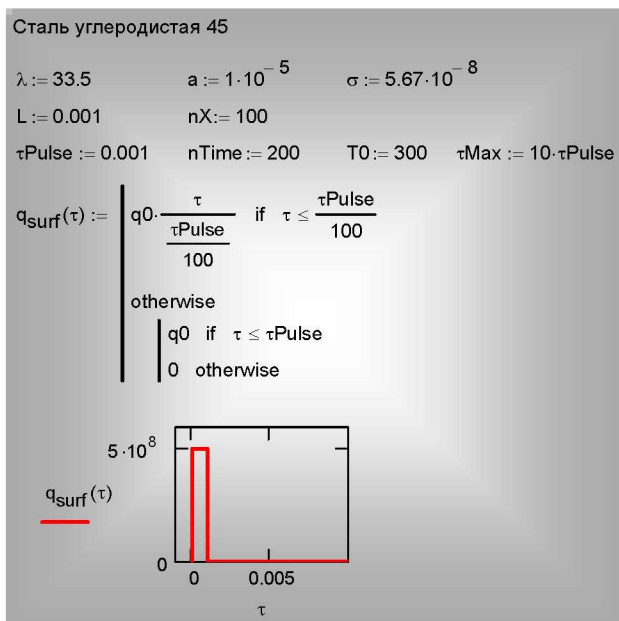 Сталь углеродистая 45
λ := 33.5 a := 1·10^-5 σ := 5.67·10^-8
L := 0.001 nX := 100
τPulse := 0.001 nTime := 200 T0 := 300 τMax := 10·τPulse
q_surf(τ) := q0· τ / (τPulse / 100) if τ ≤ τPulse / 100
otherwise
q0 if τ ≤ τPulse
0 otherwise
5·10^8
q_surf(τ)
0
0 0.005
τ